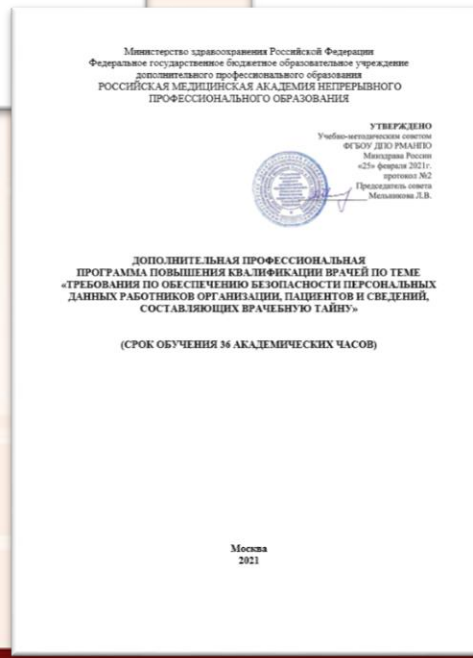 Министерство здравоохранения Российской Федерации
Федеральное государственное бюджетное образовательное учреждение
дополнительного профессионального образования
РОССИЙСКАЯ МЕДИЦИНСКАЯ АКАДЕМИЯ НЕПРЕРЫВНОГО
ПРОФЕССИОНАЛЬНОГО ОБРАЗОВАНИЯ
УТВЕРЖДЕНО
Учебно-методическим советом
ФГБОУ ДПО РМАНПО
Минздрава России
«25» февраля 2021г.
протокол №2
Председатель совета
Мельникова Л.В.
ДОПОЛНИТЕЛЬНАЯ ПРОФЕССИОНАЛЬНАЯ
ПРОГРАММА ПОВЫШЕНИЯ КВАЛИФИКАЦИИ ВРАЧЕЙ ПО ТЕМЕ
«ТРЕБОВАНИЯ ПО ОБЕСПЕЧЕНИЮ БЕЗОПАСНОСТИ ПЕРСОНАЛЬНЫХ
ДАННЫХ РАБОТНИКОВ ОРГАНИЗАЦИИ, ПАЦИЕНТОВ И СВЕДЕНИЙ,
СОСТАВЛЯЮЩИХ ВРАЧЕБНУЮ ТАЙНУ»
(СРОК ОБУЧЕНИЯ 36 АКАДЕМИЧЕСКИХ ЧАСОВ)
Москва
2021